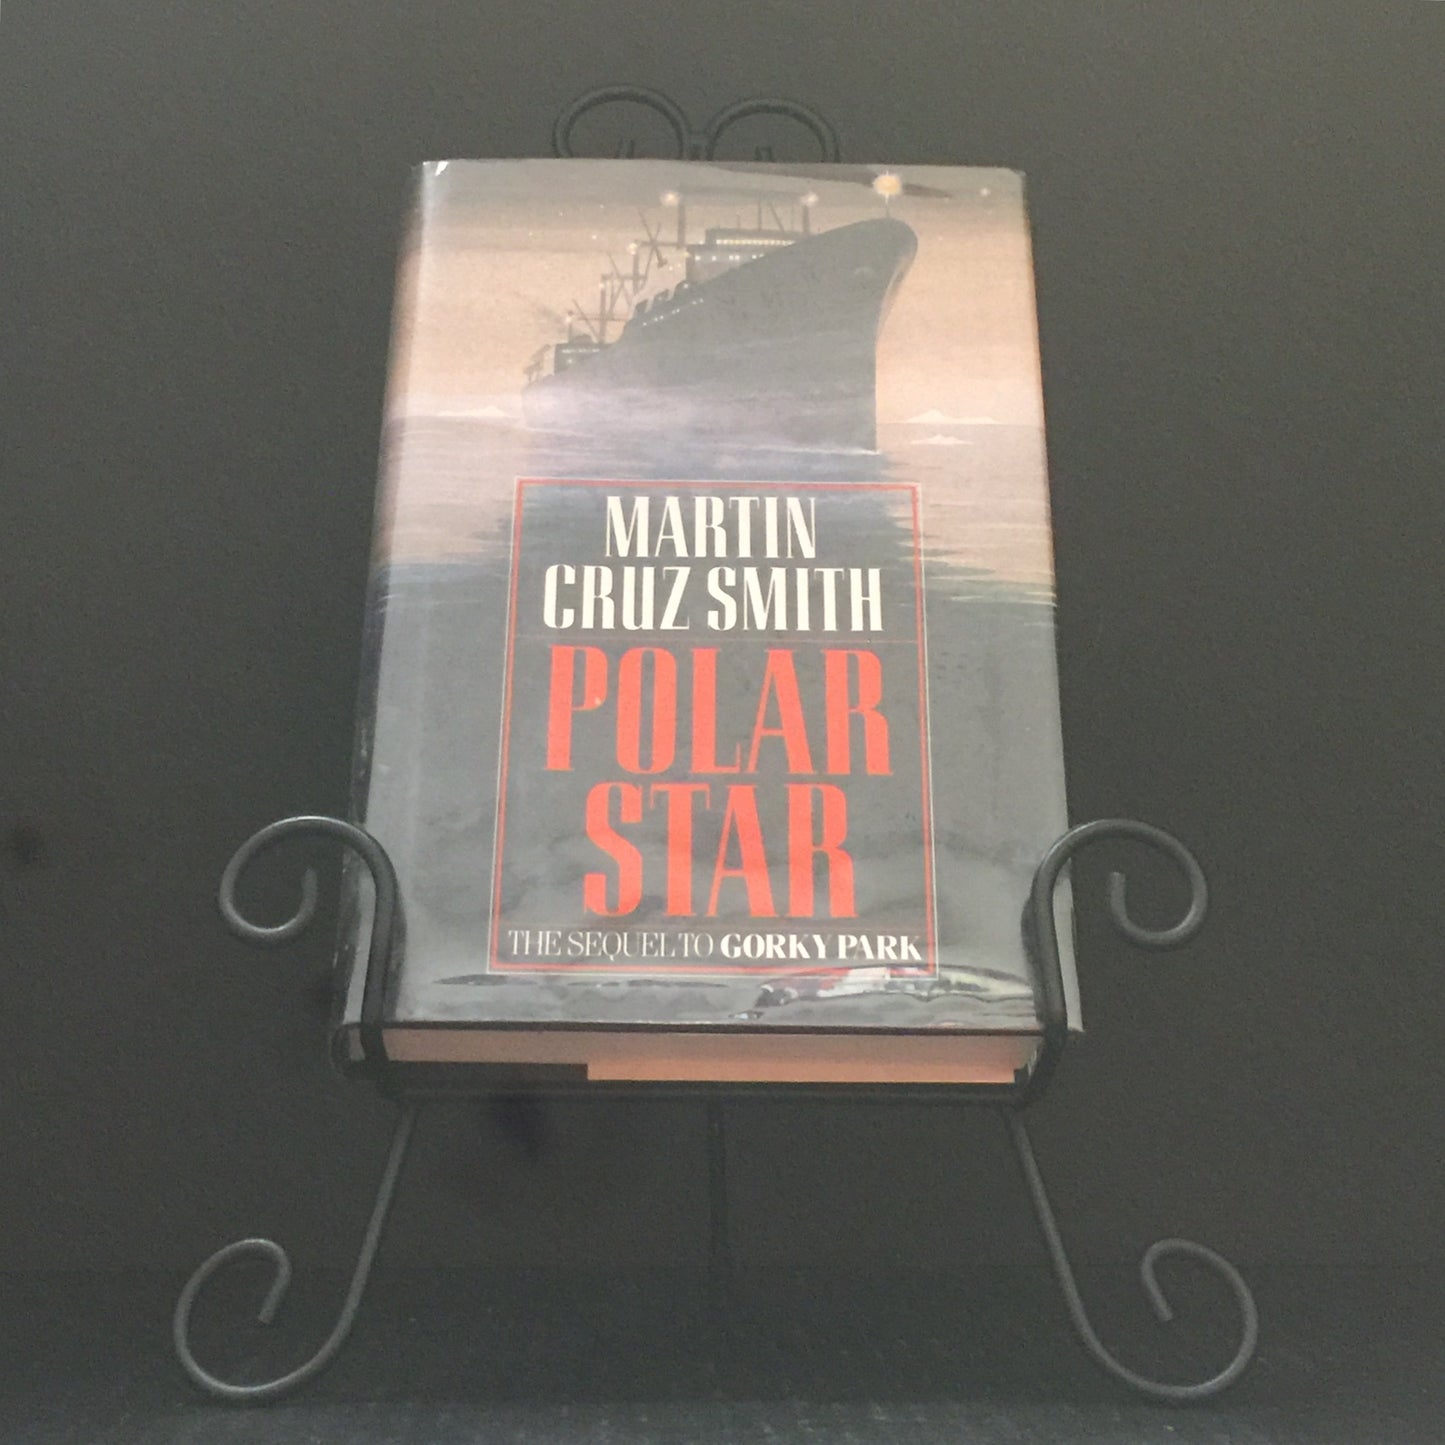 MARTIN
CRUZ SMITH
POLAR
STAR
THE SEQUEL TO GORKY PARK